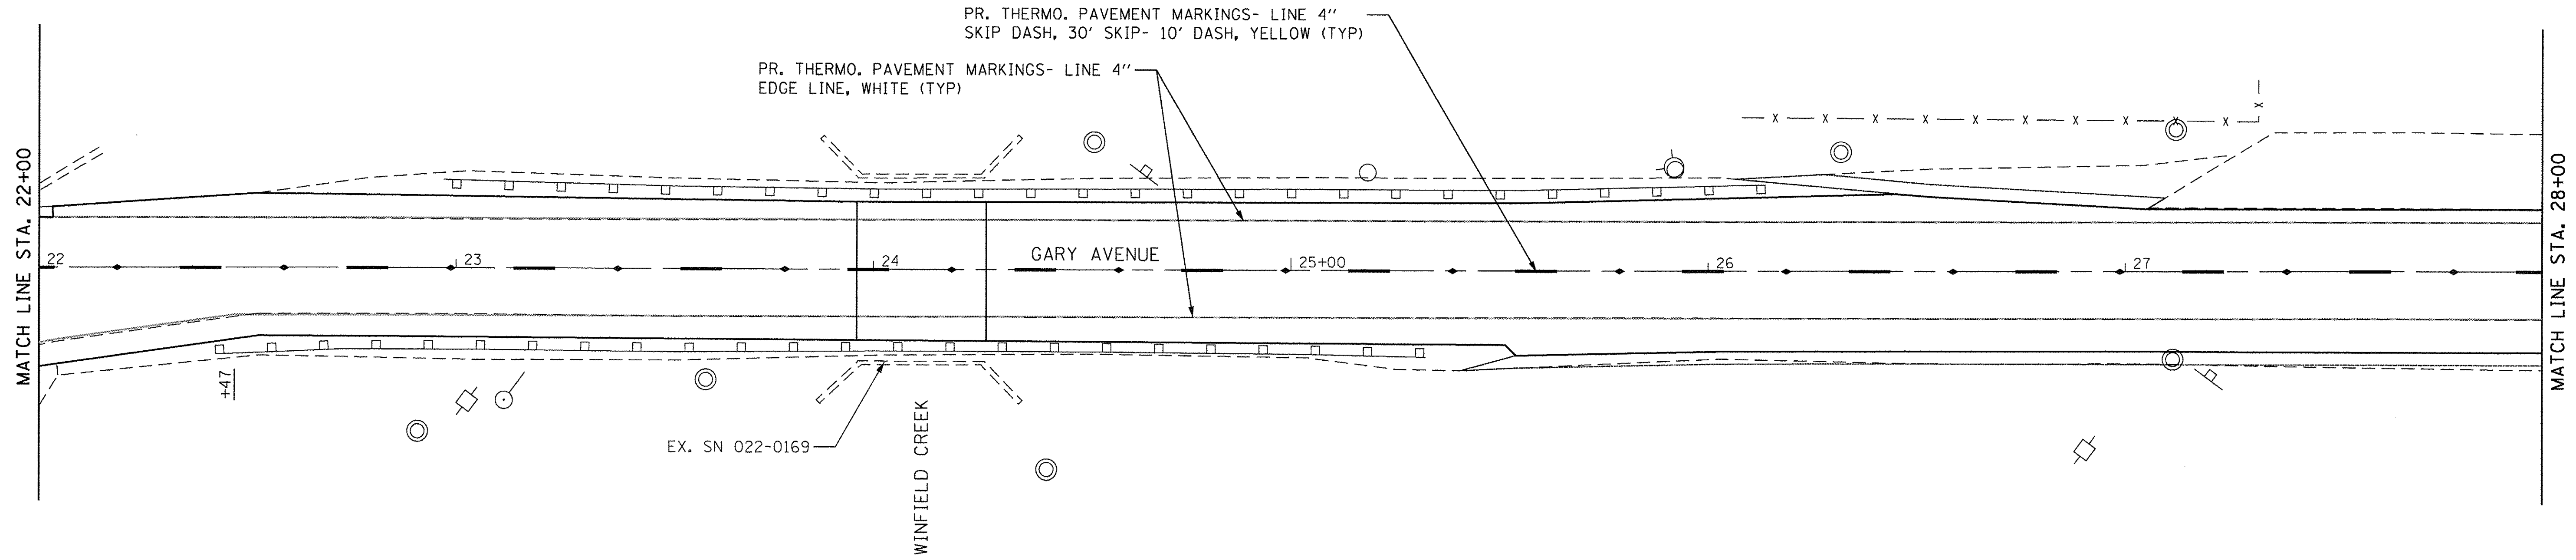 PR. THERMO. PAVEMENT MARKINGS- LINE 4"
SKIP DASH, 30' SKIP- 10' DASH, YELLOW (TYP)
PR. THERMO. PAVEMENT MARKINGS- LINE 4"
EDGE LINE, WHITE (TYP)
MATCH LINE STA. 22+00
22
23
24
GARY AVENUE
25+00
26
27
MATCH LINE STA. 28+00
+47
EX. SN 022-0169
WINFIELD CREEK
X X X X X X X X X X X